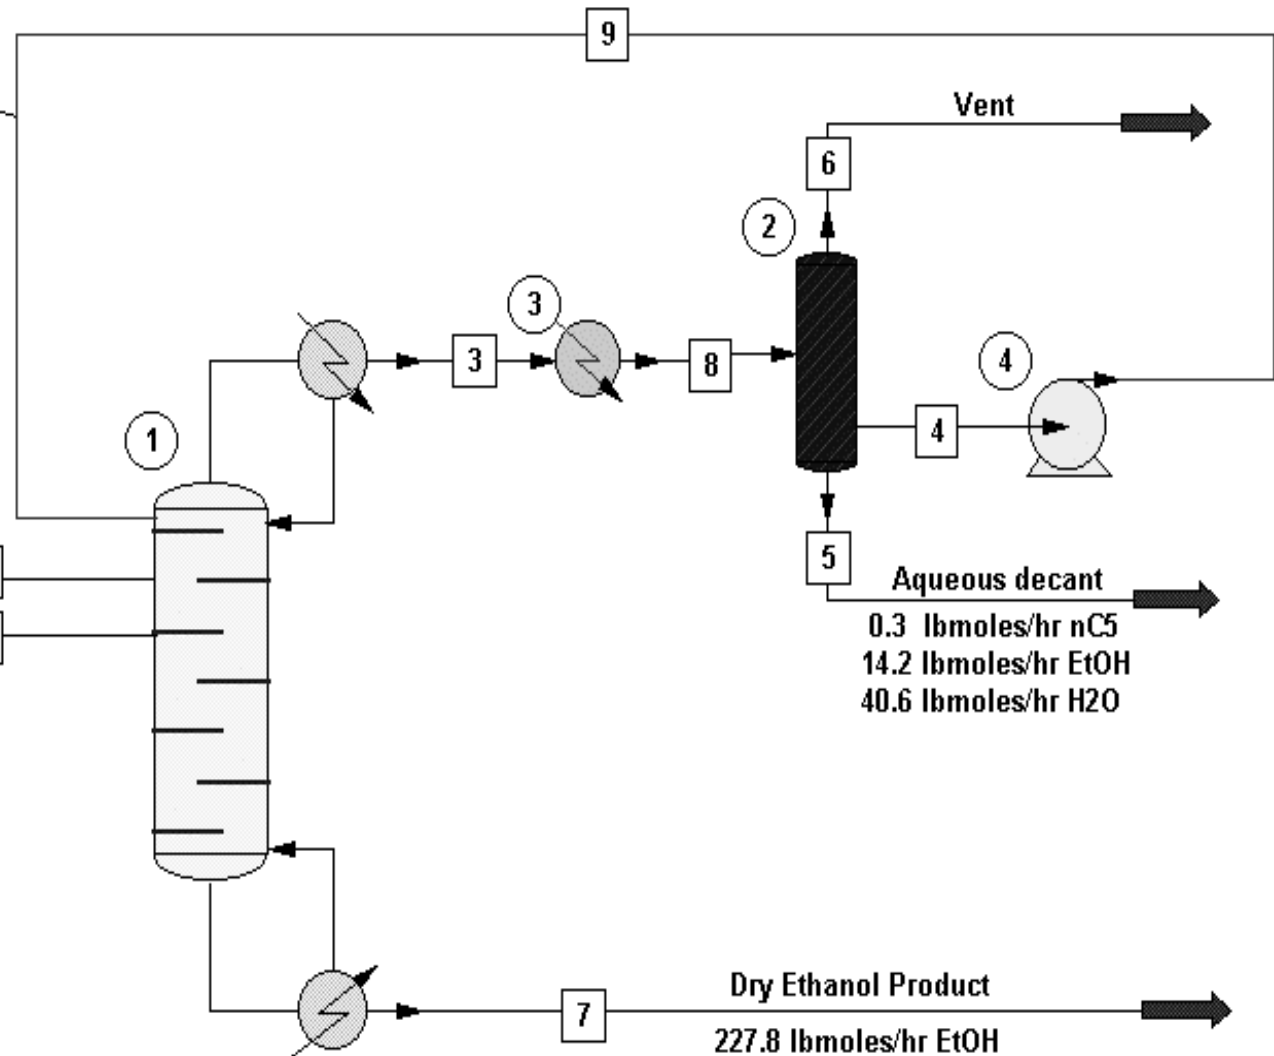 9
Vent
6
2
3
3
8
4
4
1
5
Aqueous decant
0.3 lbmoles/hr nC5
14.2 lbmoles/hr EtOH
40.6 lbmoles/hr H2O
Dry Ethanol Product
7
227.8 lbmoles/hr EtOH